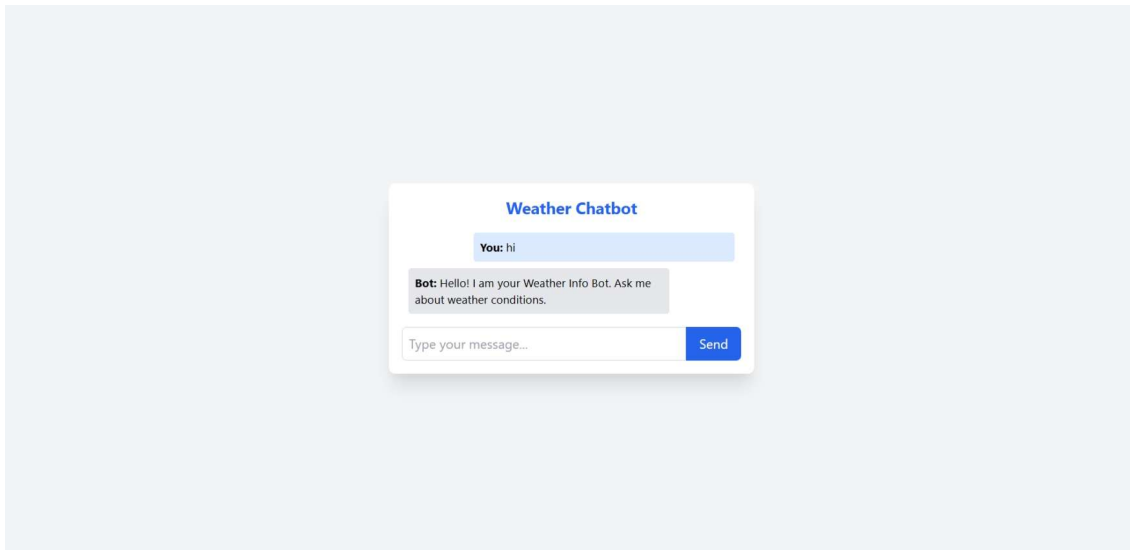 Weather Chatbot
You: hi
Bot: Hello! I am your Weather Info Bot. Ask me
about weather conditions.
Type your message...
Send